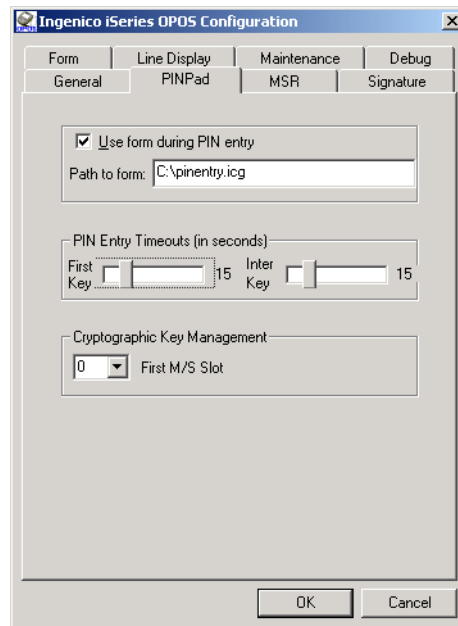 Ingenico iSeries OPOS Configuration
Form Line Display Maintenance Debug
General PINPad MSR Signature
Use form during PIN entry
Path to form: C:\pinentry.icg
PIN Entry Timeouts (in seconds)
First Key 15 Inter Key 15
Cryptographic Key Management
0 First M/S Slot
OK Cancel